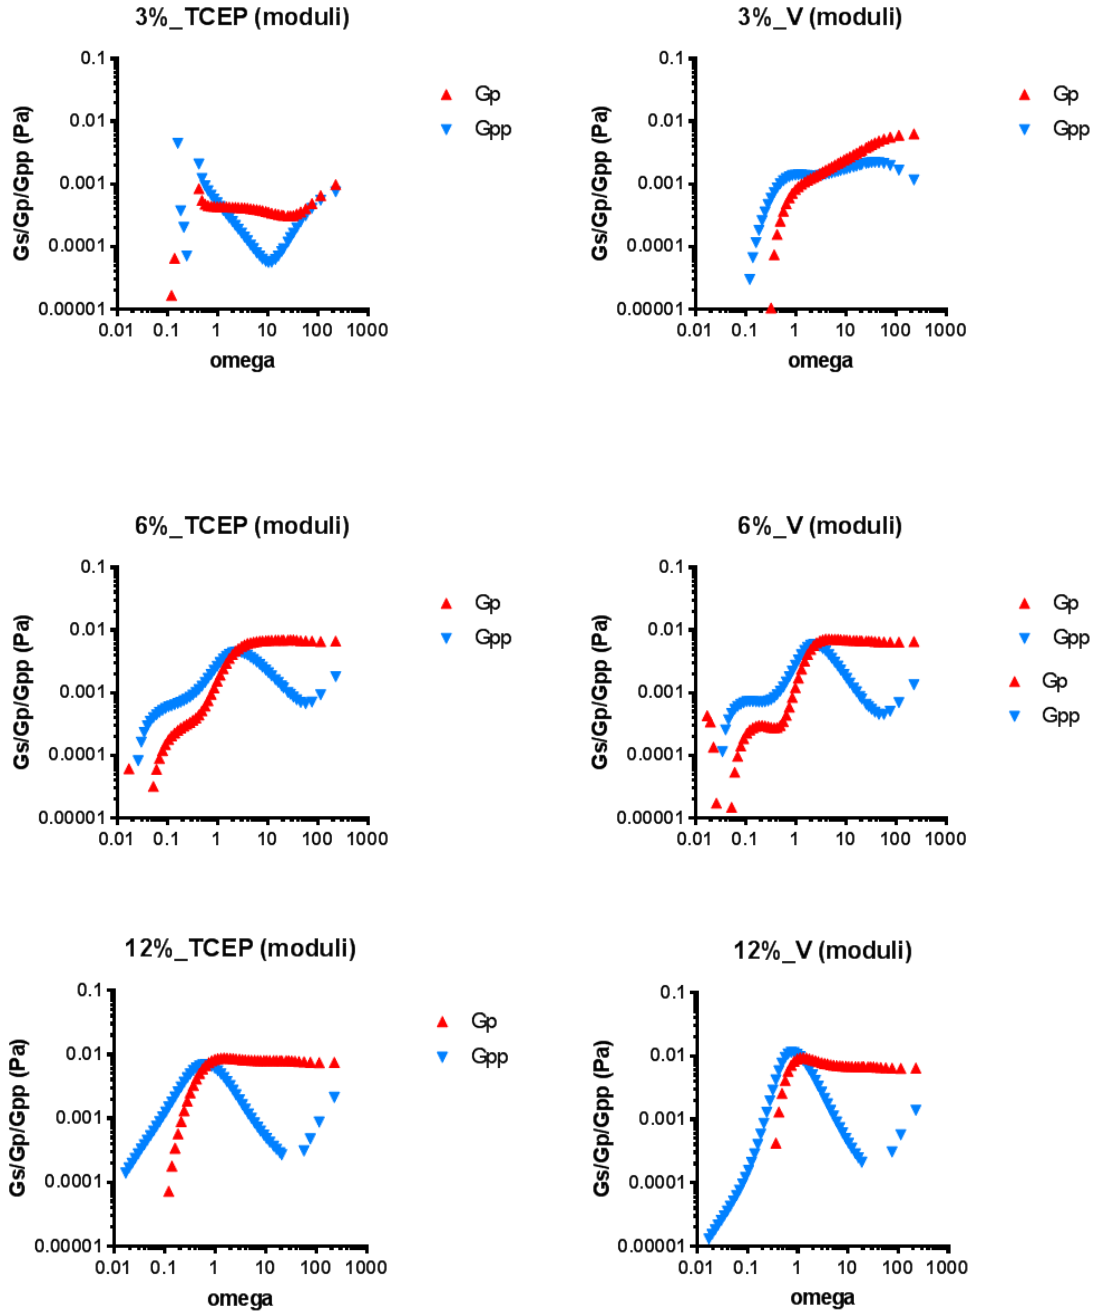 3%_TCEP (moduli)
0.1
0.01
0.001
0.0001
0.00001
Gs/Gp/Gpp (Pa)
0.01 0.1 1 10 100 1000
omega
Gp
Gpp
3%_V (moduli)
0.1
0.01
0.001
0.0001
0.00001
Gs/Gp/Gpp (Pa)
0.01 0.1 1 10 100 1000
omega
Gp
Gpp
6%_TCEP (moduli)
0.1
0.01
0.001
0.0001
0.00001
Gs/Gp/Gpp (Pa)
0.01 0.1 1 10 100 1000
Gp
Gpp
6%_V (moduli)
0.1
0.01
0.001
0.0001
0.00001
Gs/Gp/Gpp (Pa)
0.01 0.1 1 10 100 1000
Gp
Gpp
Gp
Gpp
12%_TCEP (moduli)
0.1
0.01
0.001
0.0001
0.00001
Gs/Gp/Gpp (Pa)
0.01 0.1 1 10 100 1000
omega
Gp
Gpp
12%_V (moduli)
0.1
0.01
0.001
0.0001
0.00001
Gs/Gp/Gpp (Pa)
0.01 0.1 1 10 100 1000
omega